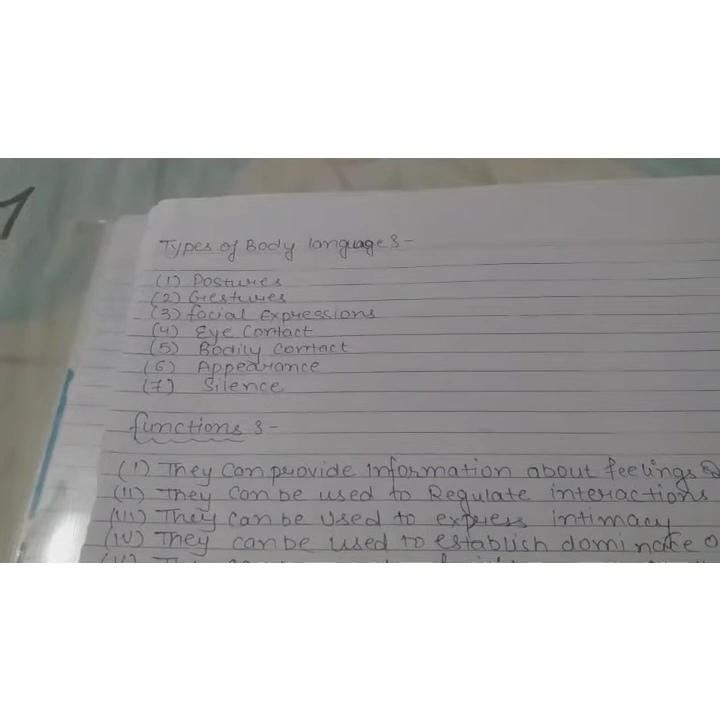 Types of Body language :-
(1) Postures
(2) Gestures
(3) facial Expressions
(4) Eye Contact
(5) Bodily Contact
(6) Appearance
(7) Silence
functions :-
(i) They can provide information about feelings
(ii) They can be used to Regulate interactions
(iii) They can be used to express intimacy
(iv) They can be used to establish dominate